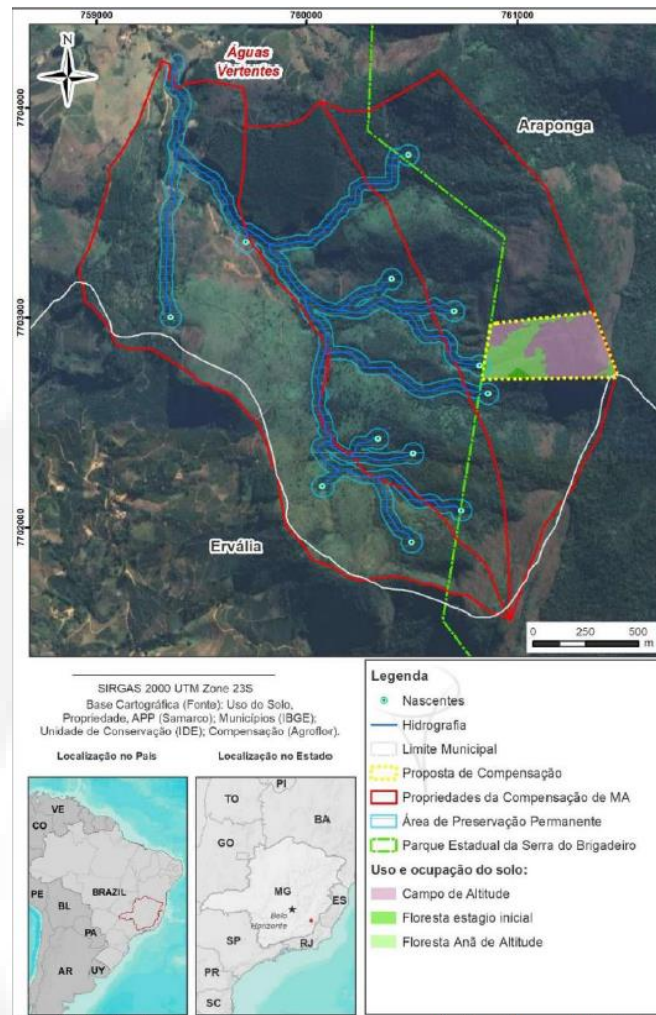 759000
760000
761000
N
Águas
Vertentes
7704000
Araponga
7703000
7702000
Ervália
0
250
500
m
SIRGAS 2000 UTM Zone 23S
Base Cartográfica (Fonte): Uso do Solo,
Propriedade, APP (Samarco); Municípios (IBGE);
Unidade de Conservação (IDE); Compensação (Agroflor).
Localização no País
Localização no Estado
VE
CO
BRAZIL
PE
BL
PA
AR
UY
PI
TO
BA
GO
MG
ES
Belo
Horizonte
SP
RJ
PR
SC
Legenda
Nascentes
Hidrografia
Limite Municipal
Proposta de Compensação
Propriedades da Compensação de MA
Área de Preservação Permanente
Parque Estadual da Serra do Brigadeiro
Uso e ocupação do solo:
Campo de Altitude
Floresta estagio inicial
Floresta Anã de Altitude